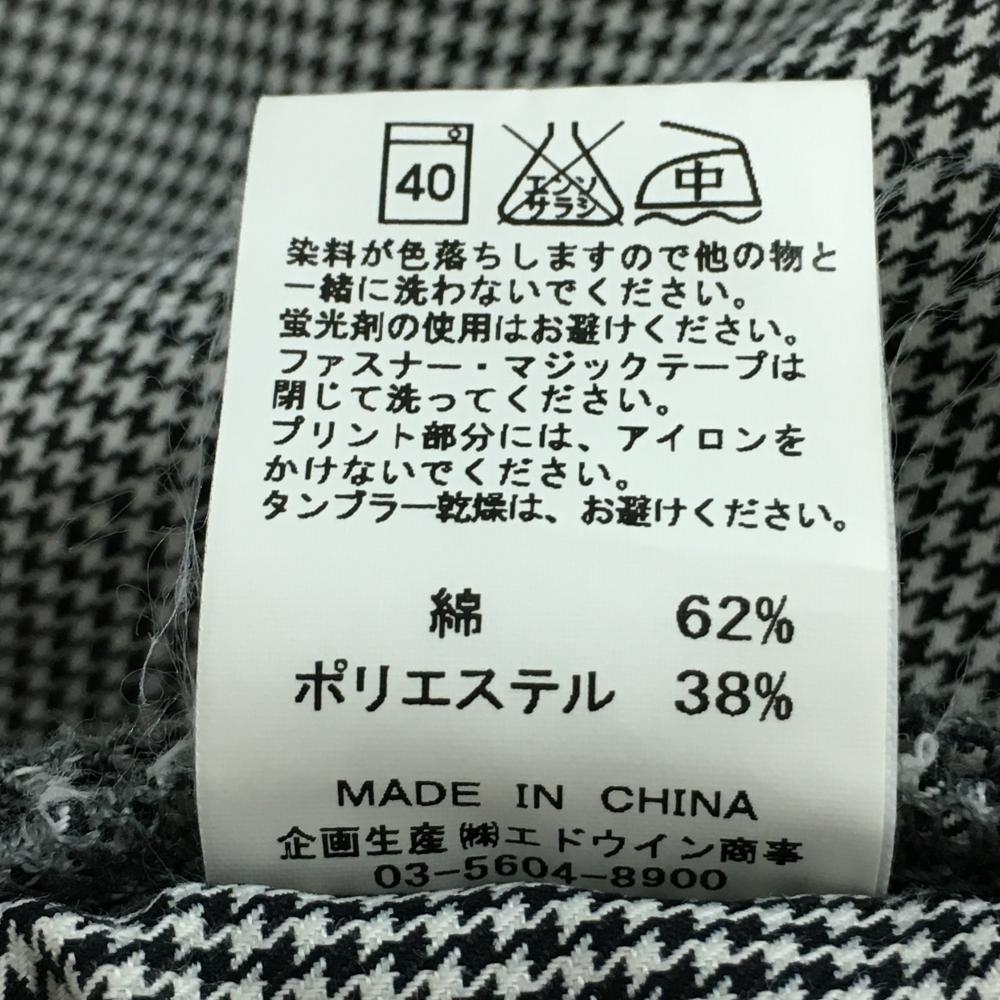 40 エンソ 中
サラシ
染料が色落ちしますので他の物と
一緒に洗わないでください。
蛍光剤の使用はお避けください。
ファスナー・マジックテープは
閉じて洗ってください。
プリント部分には、アイロンを
かけないでください。
タンブラー乾燥は、お避けください。
綿 62%
ポリエステル 38%
MADE IN CHINA
企画生産㈱エドウイン商事
03-5604-8900